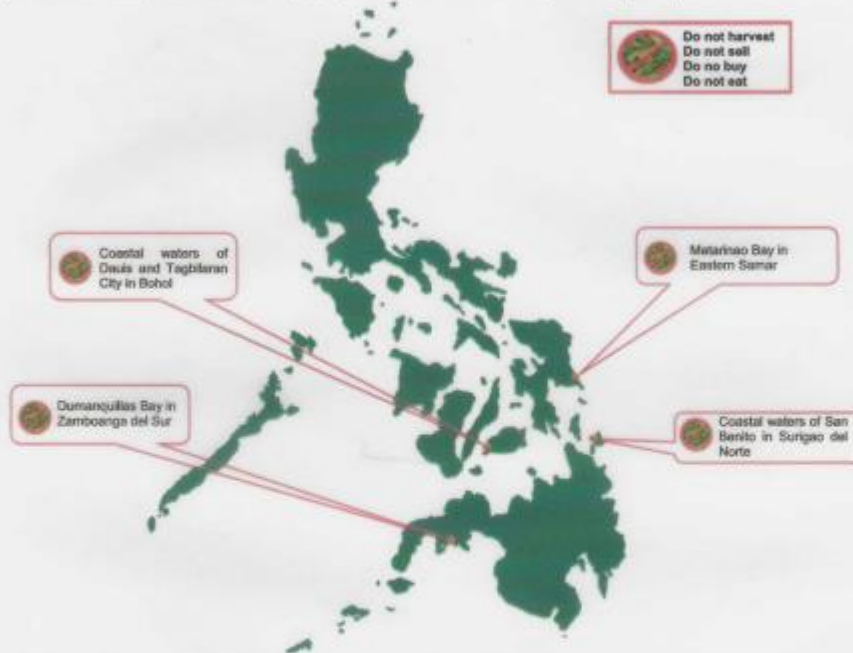 Do not harvest
Do not sell
Do no buy
Do not eat
Coastal waters of
Dauis and Tagbilaran
City in Bohol
Matarinao Bay in
Eastern Samar
Dumanquillas Bay in
Zamboanga del Sur
Coastal waters of San
Benito in Surigao del
Norte